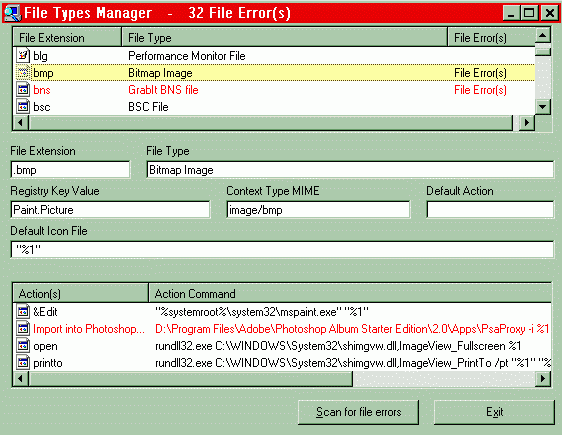 File Types Manager - 32 File Error(s)
File Extension File Type File Error(s)
blg Performance Monitor File
bmp Bitmap Image File Error(s)
bns GrabIt BNS file File Error(s)
bsc BSC File
File Extension File Type
.bmp Bitmap Image
Registry Key Value Context Type MIME Default Action
Paint.Picture image/bmp
Default Icon File
"%1"
Action(s) Action Command
&Edit "%systemroot%\system32\mspaint.exe" "%1"
Import into Photoshop... D:\Program Files\Adobe\Photoshop Album Starter Edition\2.0\Apps\PsaProxy -i %1
open rundll32.exe C:\WINDOWS\System32\shimgvw.dll,ImageView_Fullscreen %1
printto rundll32.exe C:\WINDOWS\System32\shimgvw.dll,ImageView_PrintTo /pt "%1" "%
Scan for file errors Exit